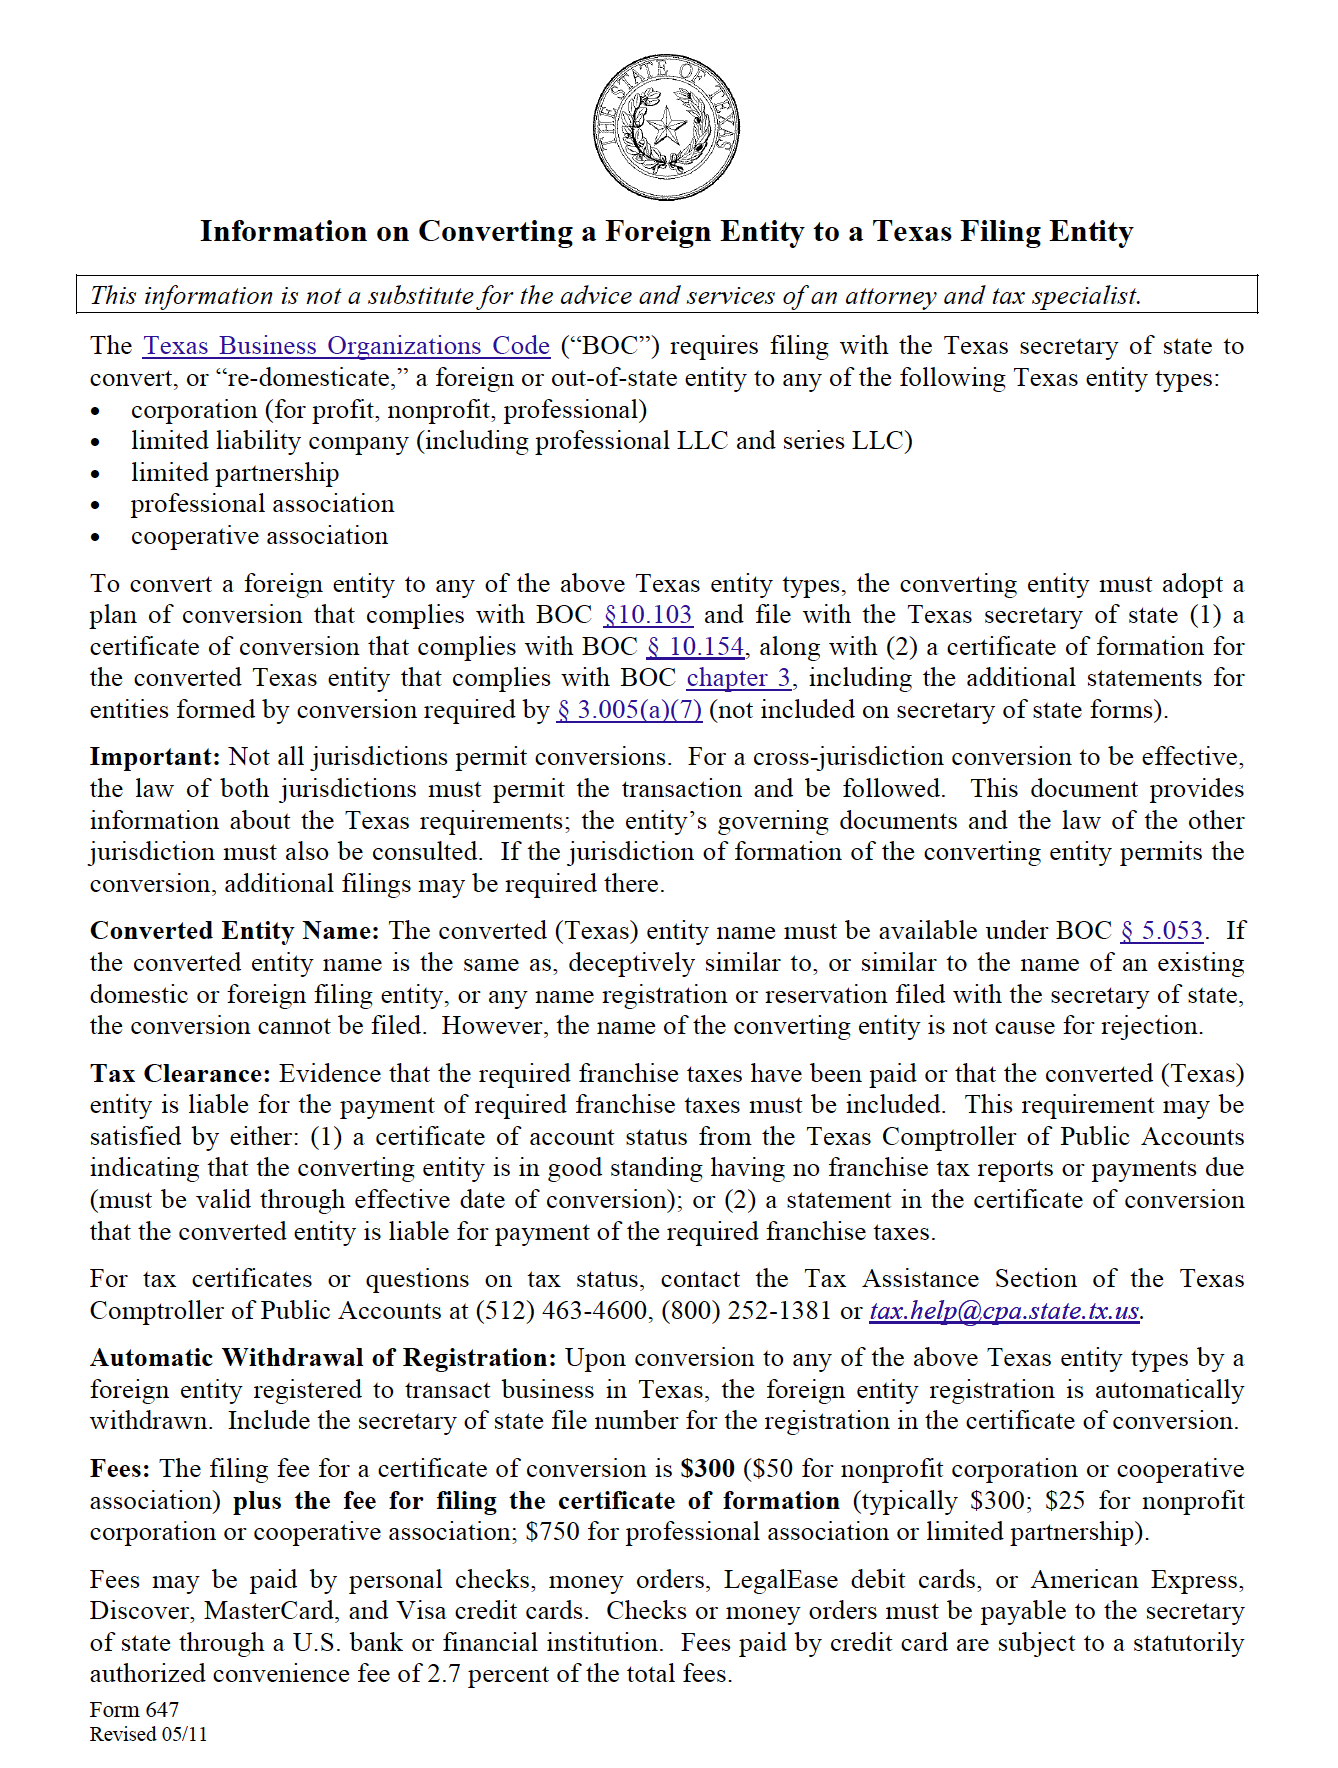 THE STATE OF TEXAS
Information on Converting a Foreign Entity to a Texas Filing Entity
This information is not a substitute for the advice and services of an attorney and tax specialist.
The Texas Business Organizations Code (“BOC”) requires filing with the Texas secretary of state to
convert, or “re-domesticate,” a foreign or out-of-state entity to any of the following Texas entity types:
• corporation (for profit, nonprofit, professional)
• limited liability company (including professional LLC and series LLC)
• limited partnership
• professional association
• cooperative association
To convert a foreign entity to any of the above Texas entity types, the converting entity must adopt a
plan of conversion that complies with BOC §10.103 and file with the Texas secretary of state (1) a
certificate of conversion that complies with BOC § 10.154, along with (2) a certificate of formation for
the converted Texas entity that complies with BOC chapter 3, including the additional statements for
entities formed by conversion required by § 3.005(a)(7) (not included on secretary of state forms).
Important: Not all jurisdictions permit conversions. For a cross-jurisdiction conversion to be effective,
the law of both jurisdictions must permit the transaction and be followed. This document provides
information about the Texas requirements; the entity’s governing documents and the law of the other
jurisdiction must also be consulted. If the jurisdiction of formation of the converting entity permits the
conversion, additional filings may be required there.
Converted Entity Name: The converted (Texas) entity name must be available under BOC § 5.053. If
the converted entity name is the same as, deceptively similar to, or similar to the name of an existing
domestic or foreign filing entity, or any name registration or reservation filed with the secretary of state,
the conversion cannot be filed. However, the name of the converting entity is not cause for rejection.
Tax Clearance: Evidence that the required franchise taxes have been paid or that the converted (Texas)
entity is liable for the payment of required franchise taxes must be included. This requirement may be
satisfied by either: (1) a certificate of account status from the Texas Comptroller of Public Accounts
indicating that the converting entity is in good standing having no franchise tax reports or payments due
(must be valid through effective date of conversion); or (2) a statement in the certificate of conversion
that the converted entity is liable for payment of the required franchise taxes.
For tax certificates or questions on tax status, contact the Tax Assistance Section of the Texas
Comptroller of Public Accounts at (512) 463-4600, (800) 252-1381 or tax.help@cpa.state.tx.us.
Automatic Withdrawal of Registration: Upon conversion to any of the above Texas entity types by a
foreign entity registered to transact business in Texas, the foreign entity registration is automatically
withdrawn. Include the secretary of state file number for the registration in the certificate of conversion.
Fees: The filing fee for a certificate of conversion is $300 ($50 for nonprofit corporation or cooperative
association) plus the fee for filing the certificate of formation (typically $300; $25 for nonprofit
corporation or cooperative association; $750 for professional association or limited partnership).
Fees may be paid by personal checks, money orders, LegalEase debit cards, or American Express,
Discover, MasterCard, and Visa credit cards. Checks or money orders must be payable to the secretary
of state through a U.S. bank or financial institution. Fees paid by credit card are subject to a statutorily
authorized convenience fee of 2.7 percent of the total fees.
Form 647
Revised 05/11